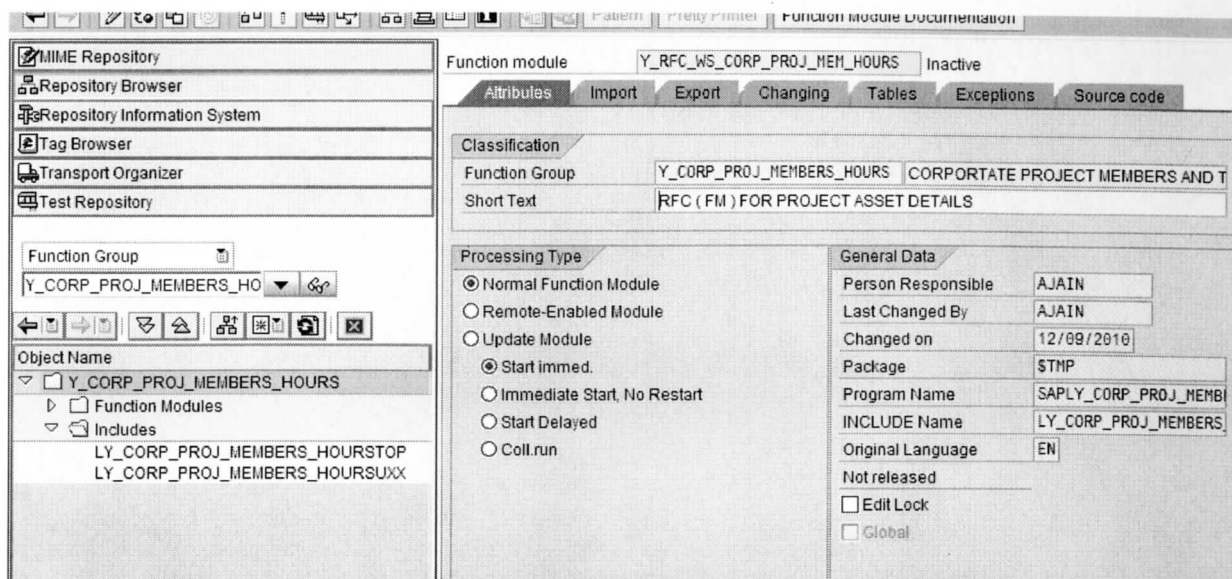 Pattern Pretty Printer Function Module Documentation
MIME Repository
Repository Browser
Repository Information System
Tag Browser
Transport Organizer
Test Repository
Function Group
Y_CORP_PROJ_MEMBERS_HO
Object Name
Y_CORP_PROJ_MEMBERS_HOURS
Function Modules
Includes
LY_CORP_PROJ_MEMBERS_HOURSTOP
LY_CORP_PROJ_MEMBERS_HOURSUXX
Function module Y_RFC_WS_CORP_PROJ_MEM_HOURS Inactive
Attributes Import Export Changing Tables Exceptions Source code
Classification
Function Group Y_CORP_PROJ_MEMBERS_HOURS CORPORTATE PROJECT MEMBERS AND T
Short Text RFC ( FM ) FOR PROJECT ASSET DETAILS
Processing Type
Normal Function Module
Remote-Enabled Module
Update Module
Start immed.
Immediate Start, No Restart
Start Delayed
Coll.run
General Data
Person Responsible AJAIN
Last Changed By AJAIN
Changed on 12/09/2010
Package $TMP
Program Name SAPLY_CORP_PROJ_MEMB
INCLUDE Name LY_CORP_PROJ_MEMBERS_
Original Language EN
Not released
Edit Lock
Global